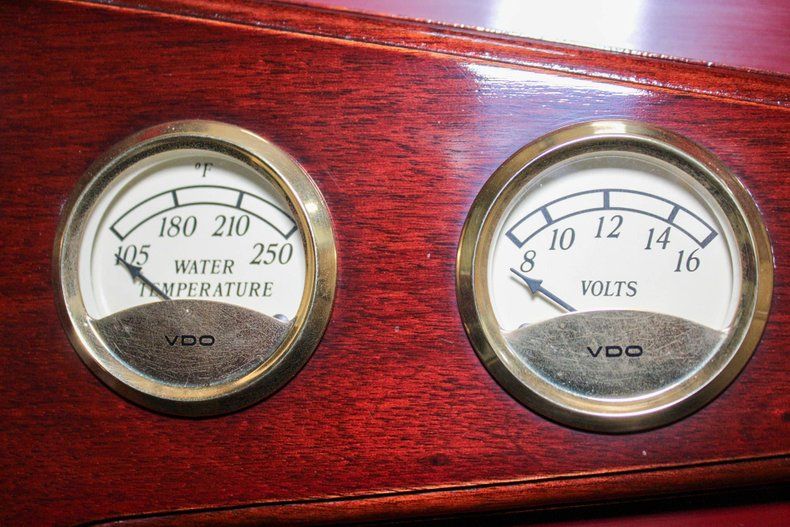 °F
105 180 210 250
WATER
TEMPERATURE
VDO
8 10 12 14 16
VOLTS
VDO